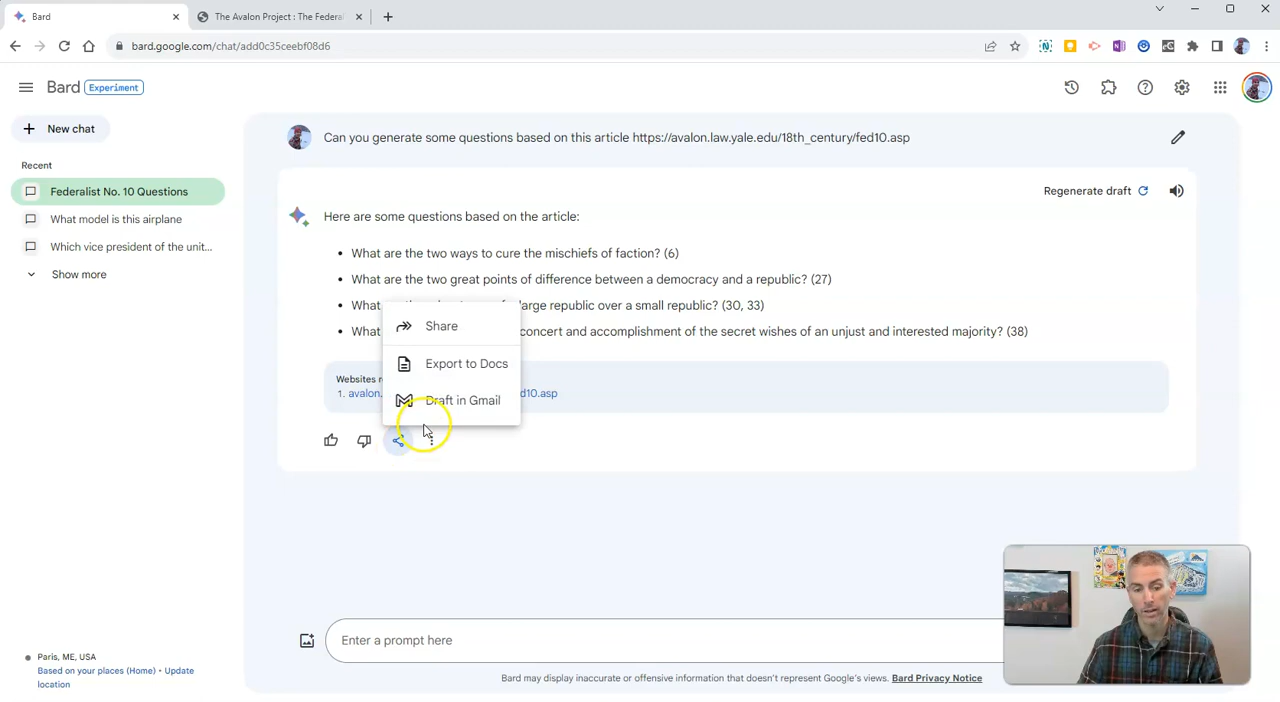 Bard
The Avalon Project : The Federal
bard.google.com/chat/add0c35ceebf08d6
Bard Experiment
New chat
Recent
Federalist No. 10 Questions
What model is this airplane
Which vice president of the unit...
Show more
Can you generate some questions based on this article https://avalon.law.yale.edu/18th_century/fed10.asp
Regenerate draft
Here are some questions based on the article:
• What are the two ways to cure the mischiefs of faction? (6)
• What are the two great points of difference between a democracy and a republic? (27)
• What large republic over a small republic? (30, 33)
• What concert and accomplishment of the secret wishes of an unjust and interested majority? (38)
Share
Export to Docs
Draft in Gmail
Websites
1. avalon. d10.asp
Enter a prompt here
Paris, ME, USA
Based on your places (Home) • Update
location
Bard may display inaccurate or offensive information that doesn't represent Google's views. Bard Privacy Notice